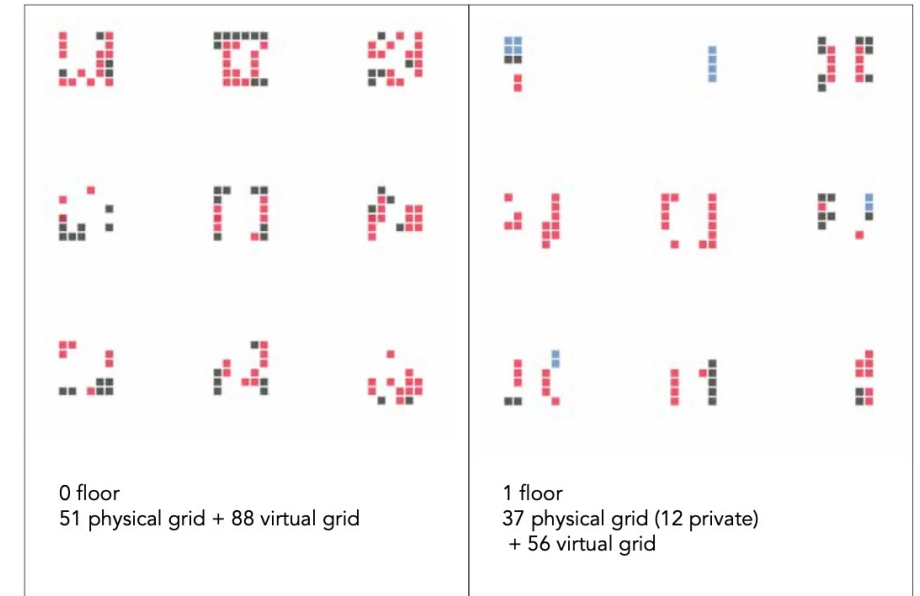 0 floor
51 physical grid + 88 virtual grid
1 floor
37 physical grid (12 private)
+ 56 virtual grid